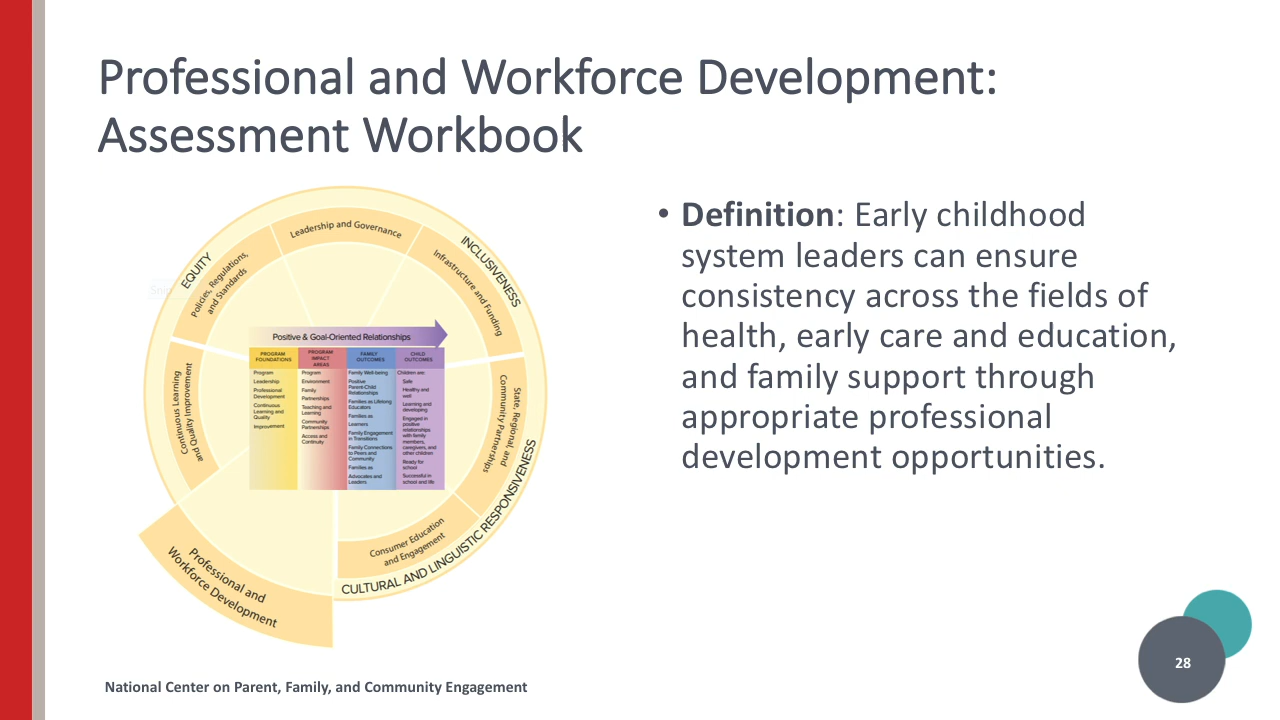 Professional and Workforce Development:
Assessment Workbook
EQUITY
INCLUSIVENESS
CULTURAL AND LINGUISTIC RESPONSIVENESS
Leadership and Governance
Infrastructure and Funding
State, Regional, and
Community Partnerships
Consumer Education
and Engagement
Professional and
Workforce Development
Continuous Learning
and Quality Improvement
Policies, Regulations,
and Standards
Positive & Goal-Oriented Relationships
PROGRAM
FOUNDATIONS
Program
Leadership
Professional
Development
Continuous
Learning and
Quality
Improvement
PROGRAM
IMPACT
AREAS
Program
Environment
Family
Partnerships
Teaching and
Learning
Community
Partnerships
Access and
Continuity
FAMILY
OUTCOMES
Family Well-being
Positive
Parent-Child
Relationships
Families as Lifelong
Educators
Families as
Learners
Family Engagement
in Transitions
Family Connections
to Peers and
Community
Families as
Advocates and
Leaders
CHILD
OUTCOMES
Children are:
Safe
Healthy and
well
Learning and
developing
Engaged in
positive
relationships
with family
members,
caregivers, and
other children
Ready for
school
Successful in
school and life
• Definition: Early childhood
system leaders can ensure
consistency across the fields of
health, early care and education,
and family support through
appropriate professional
development opportunities.
National Center on Parent, Family, and Community Engagement
28